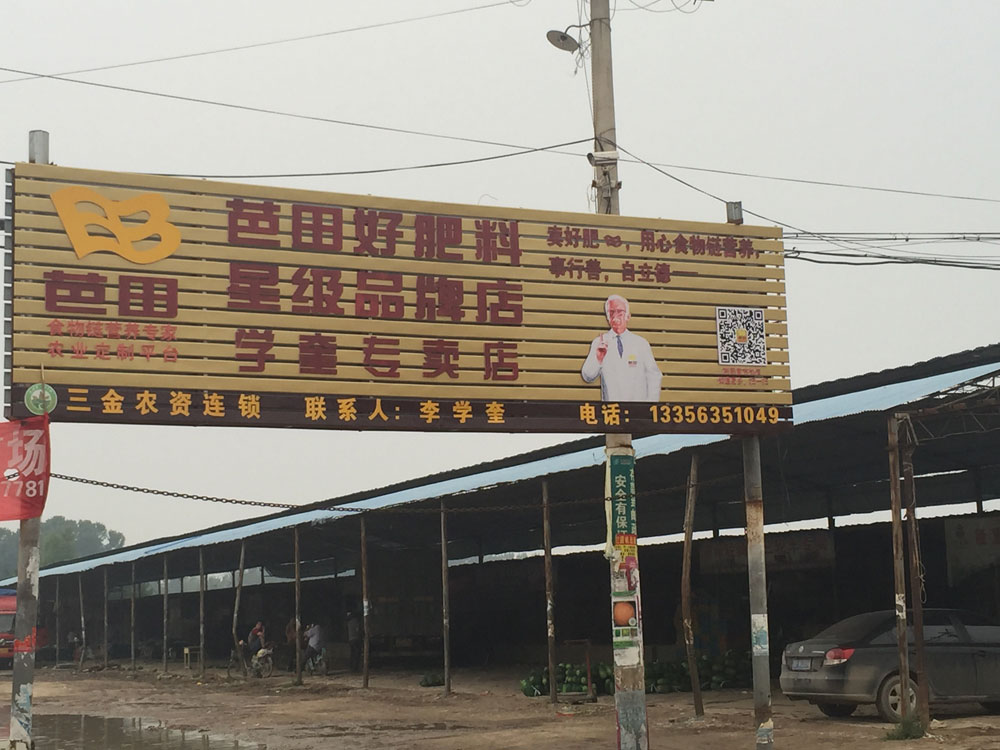 芭田
食物链营养专家
农业定制平台
芭田好肥料
星级品牌店
学童专卖店
卖好肥, 用心食物链营养,
事行善, 自立德一
三金农资连锁 联系人: 李学奎 电话: 13356351049
场
7781
安全有保